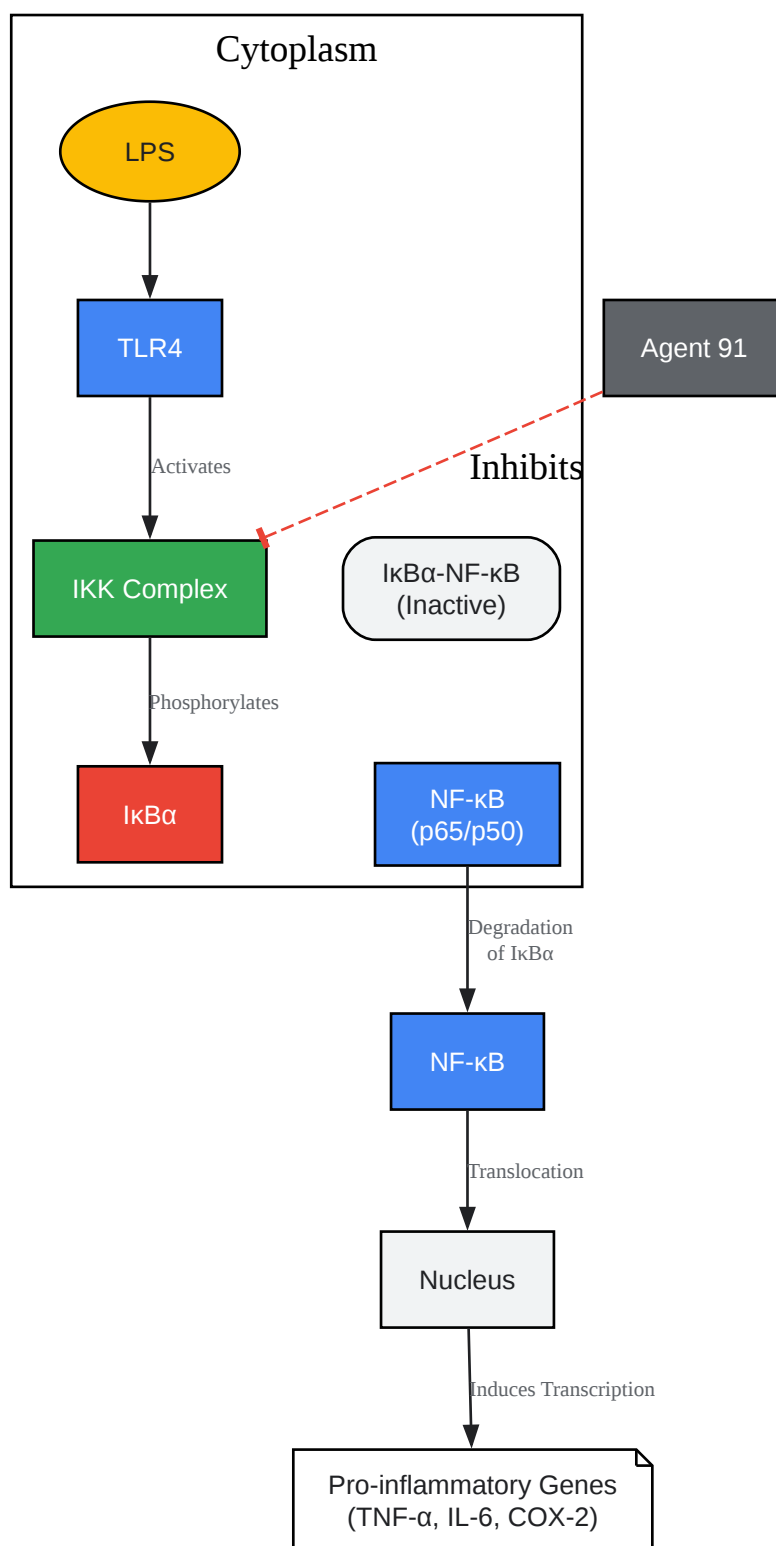 Cytoplasm
LPS
TLR4
Agent 91
Activates
Inhibits
IKK Complex
IκBα-NF-κB
(Inactive)
Phosphorylates
IκBα
NF-κB
(p65/p50)
Degradation
of IκBα
NF-κB
Translocation
Nucleus
Induces Transcription
Pro-inflammatory Genes
(TNF-α, IL-6, COX-2)